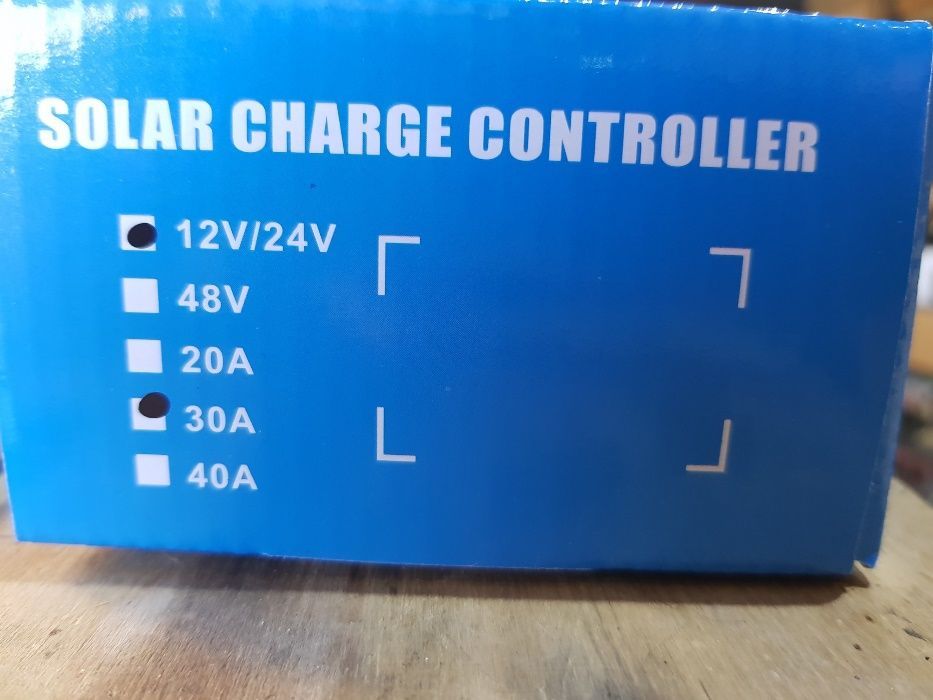 SOLAR CHARGE CONTROLLER
12V/24V
48V
20A
30A
40A